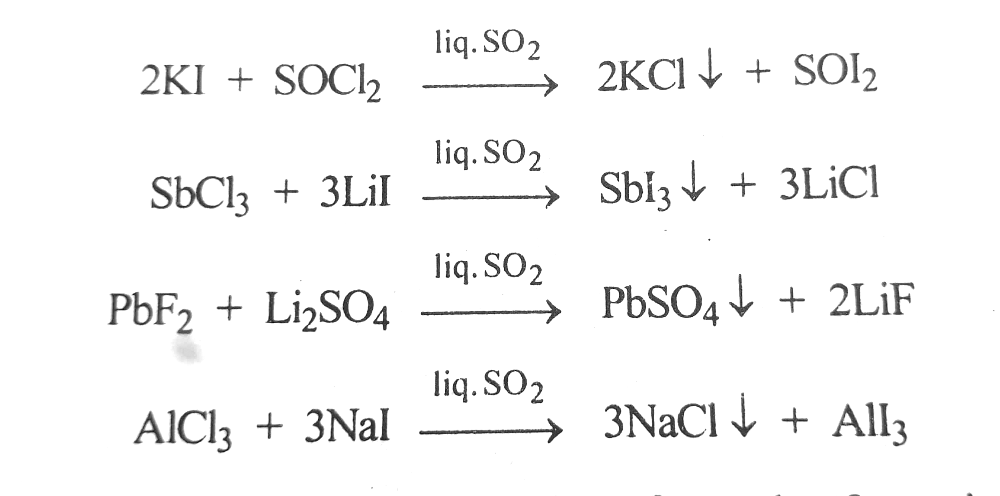 liq. SO₂
2KI + SOCl₂ ⟶ 2KCl ↓ + SOI₂
liq. SO₂
SbCl₃ + 3LiI ⟶ SbI₃ ↓ + 3LiCl
liq. SO₂
PbF₂ + Li₂SO₄ ⟶ PbSO₄ ↓ + 2LiF
liq. SO₂
AlCl₃ + 3NaI ⟶ 3NaCl ↓ + AlI₃